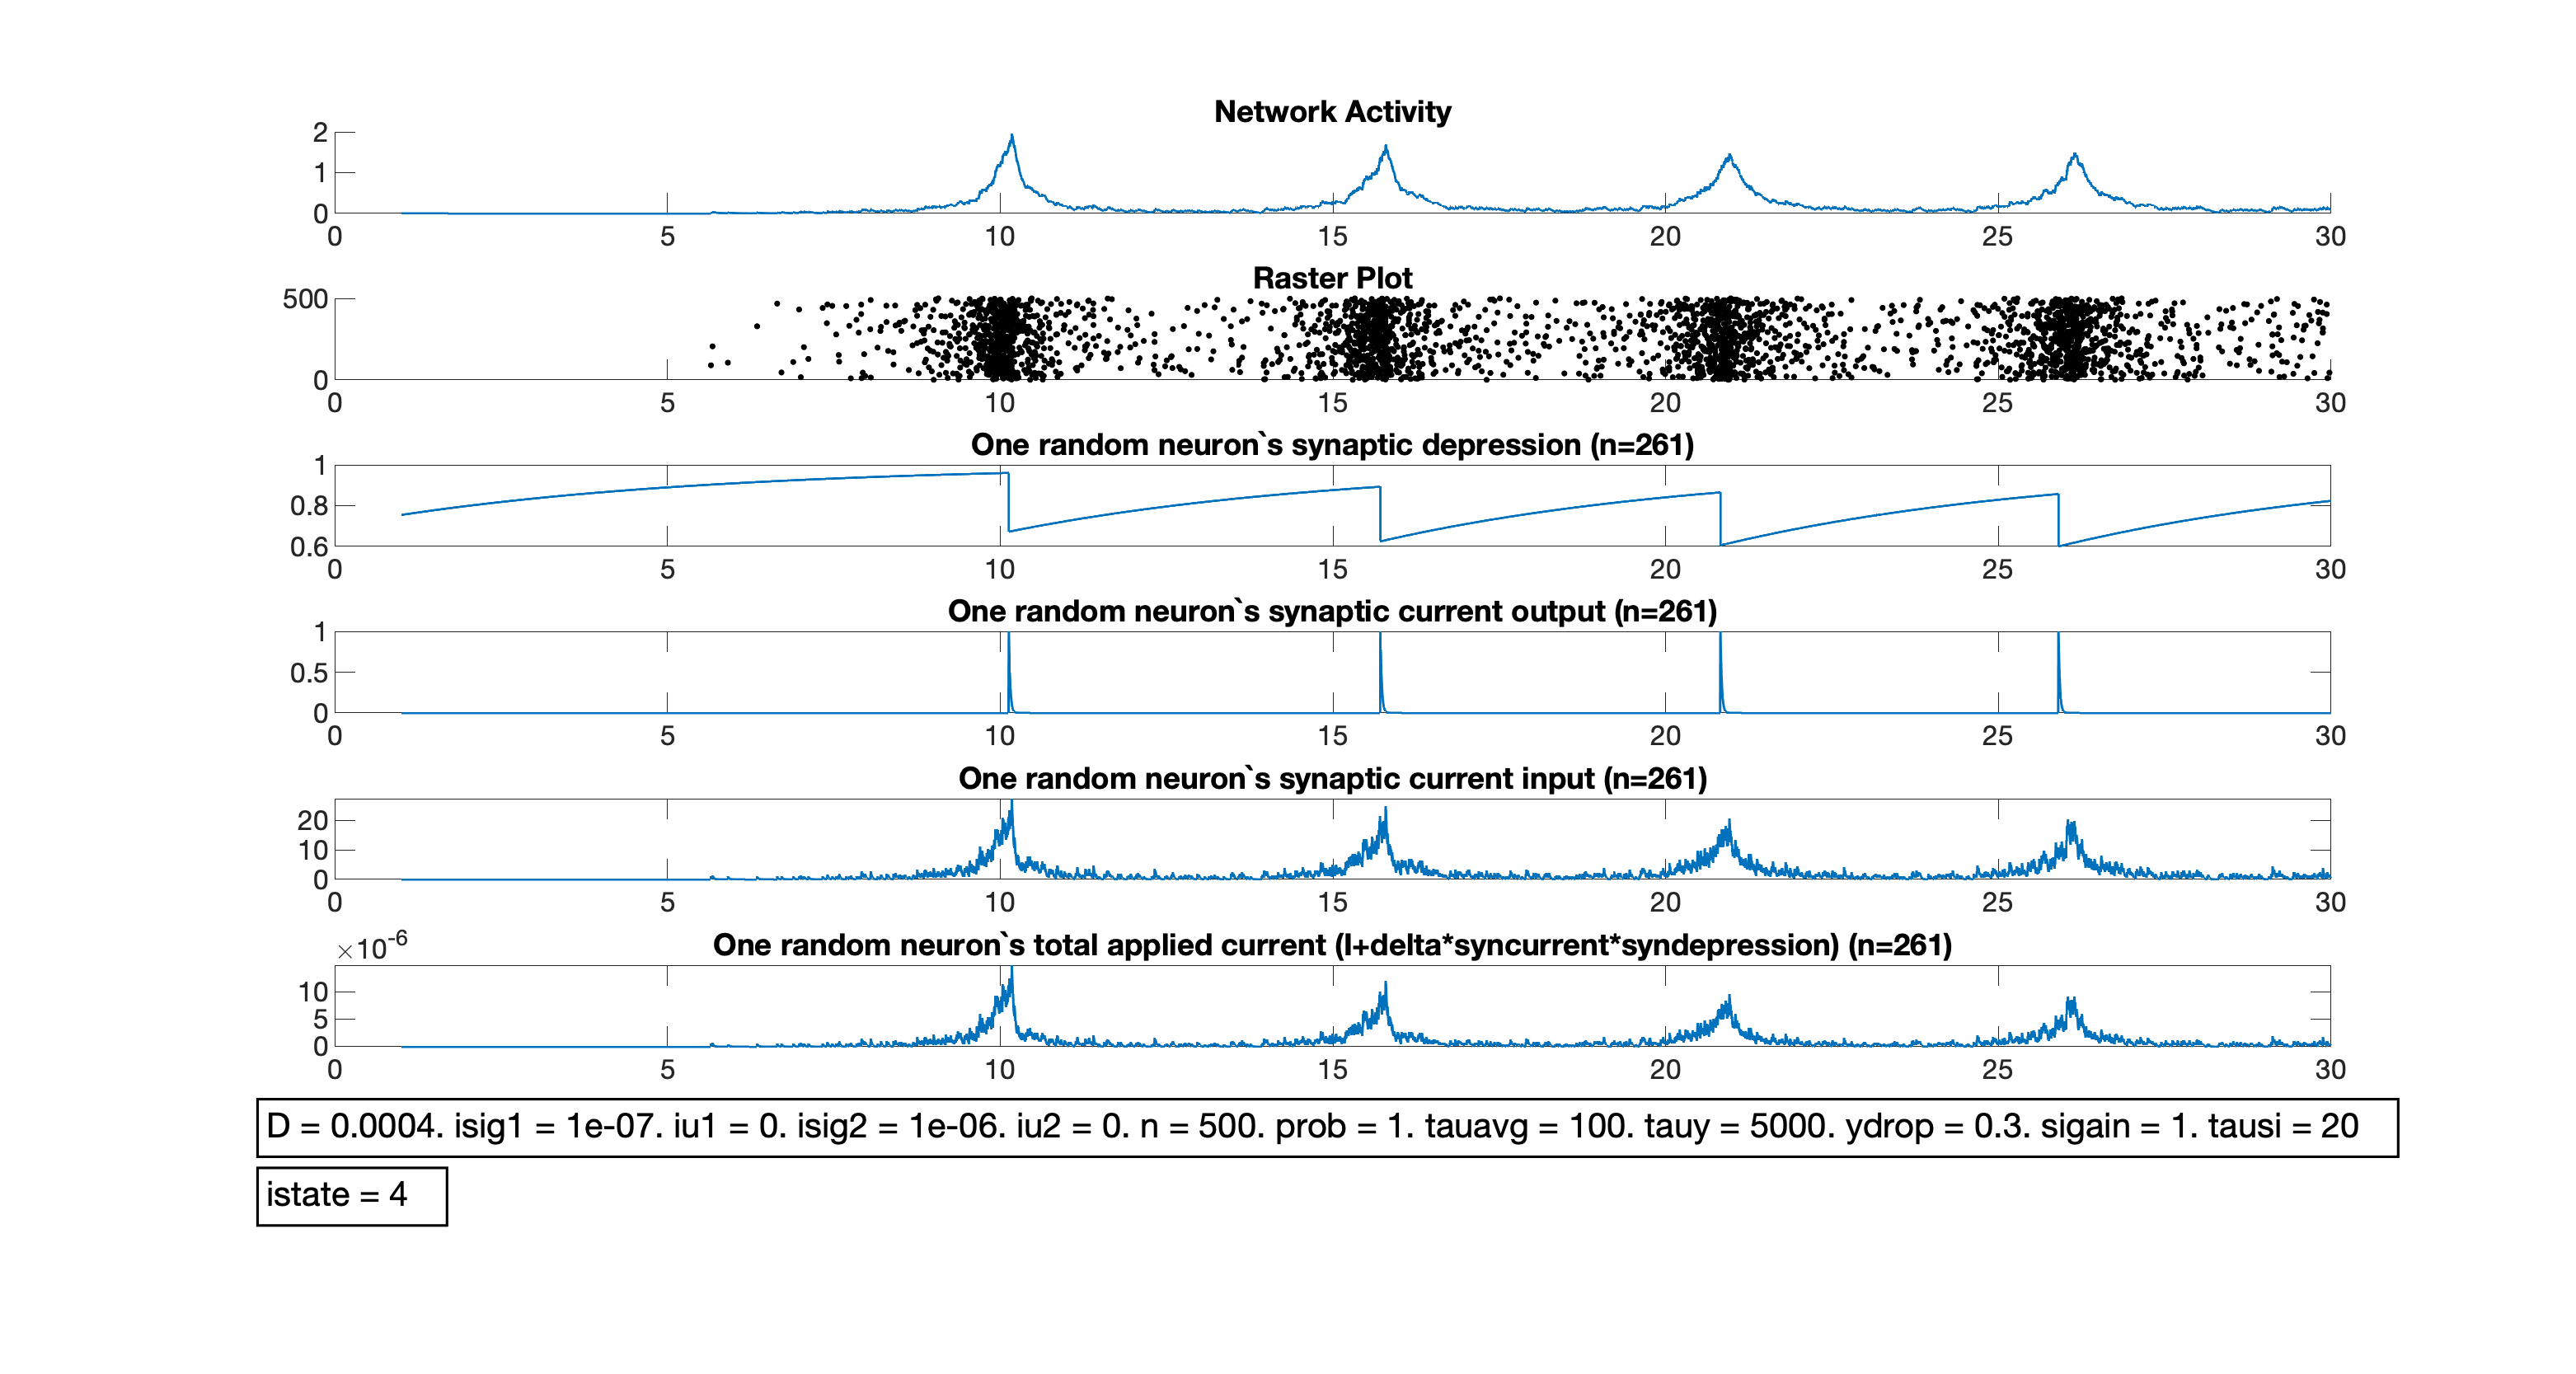 Network Activity
2
1
0
0 5 10 15 20 25 30
Raster Plot
500
0
0 5 10 15 20 25 30
One random neuron`s synaptic depression (n=261)
1
0.8
0.6
0 5 10 15 20 25 30
One random neuron`s synaptic current output (n=261)
1
0.5
0
0 5 10 15 20 25 30
One random neuron`s synaptic current input (n=261)
20
10
0
0 5 10 15 20 25 30
×10-6 One random neuron`s total applied current (I+delta*syncurrent*syndepression) (n=261)
10
5
0
0 5 10 15 20 25 30
D = 0.0004. isig1 = 1e-07. iu1 = 0. isig2 = 1e-06. iu2 = 0. n = 500. prob = 1. tauavg = 100. tauy = 5000. ydrop = 0.3. sigain = 1. tausi = 20
istate = 4